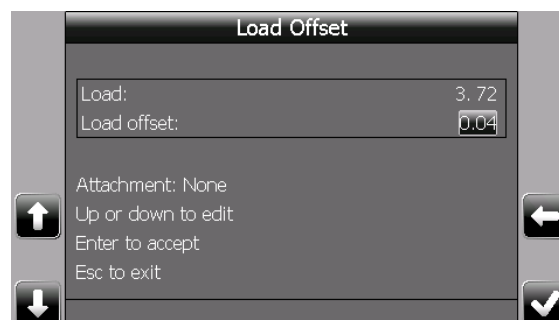 Load Offset
Load: 3.72
Load offset: 0.04
Attachment: None
Up or down to edit
Enter to accept
Esc to exit